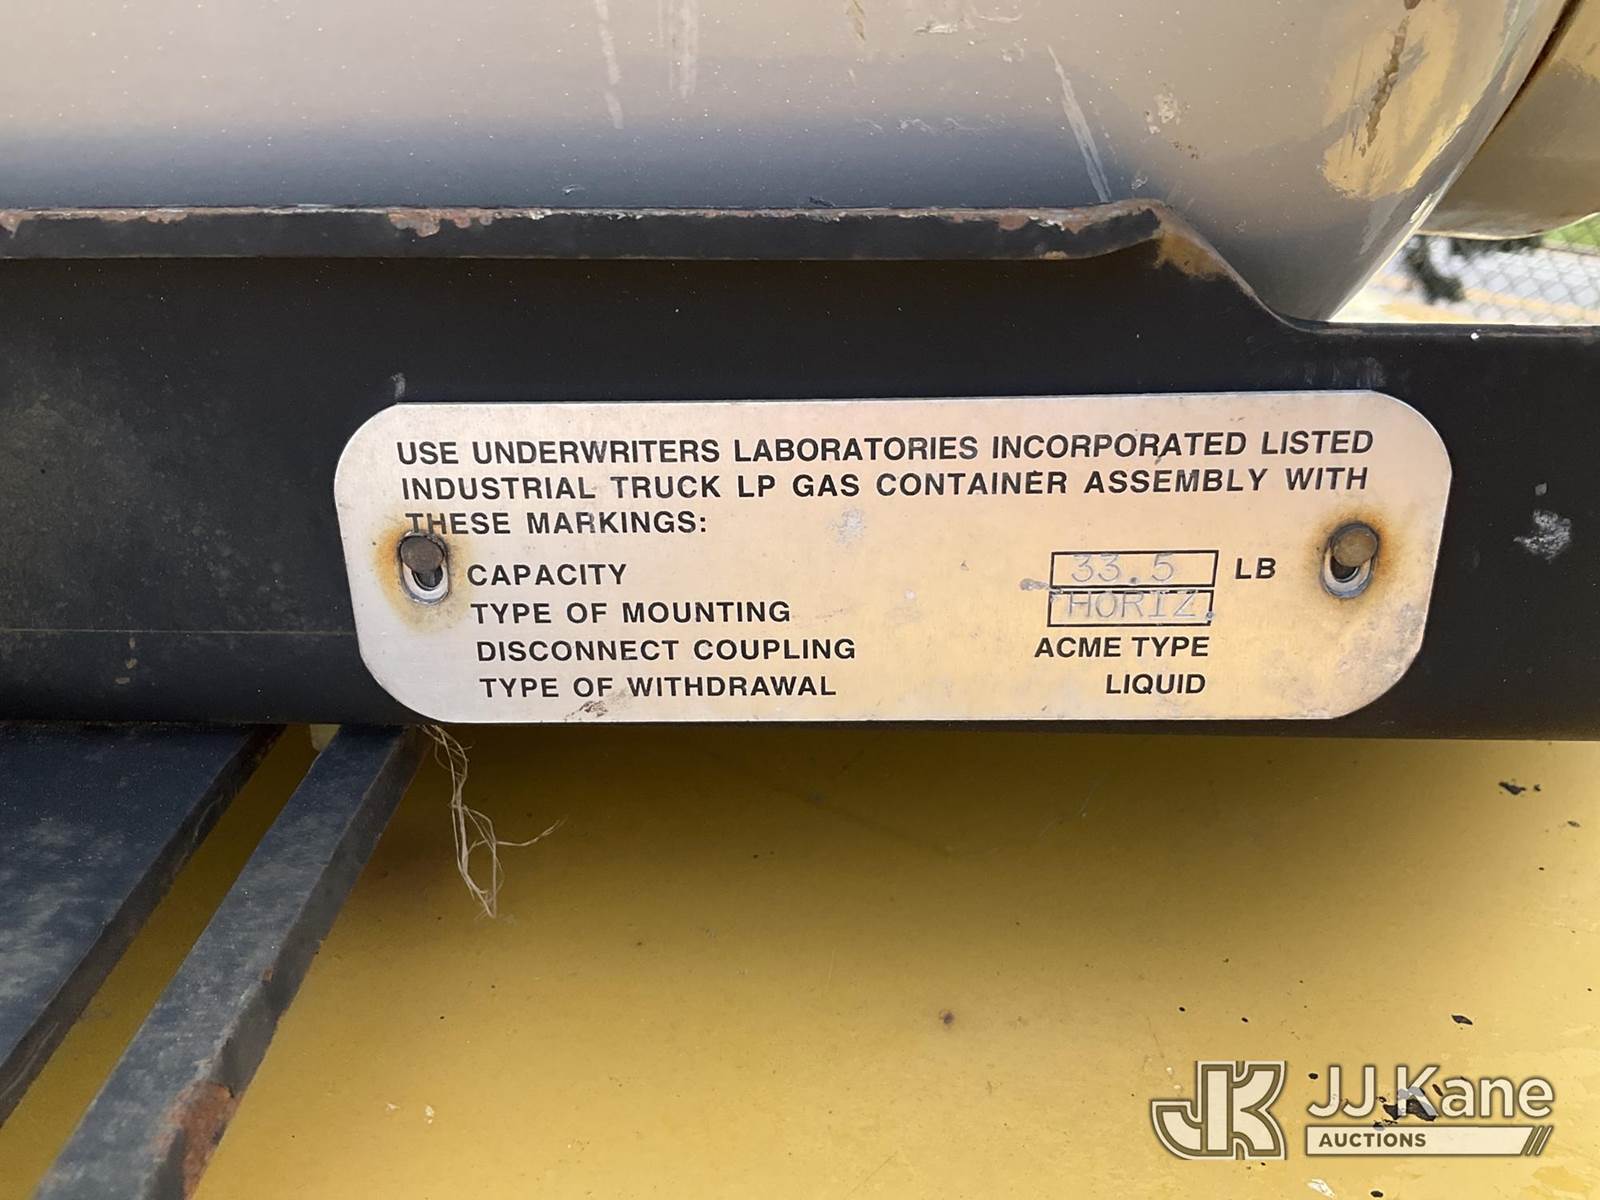 USE UNDERWRITERS LABORATORIES INCORPORATED LISTED
INDUSTRIAL TRUCK LP GAS CONTAINER ASSEMBLY WITH
THESE MARKINGS:
CAPACITY 33.5 LB
TYPE OF MOUNTING HORIZ.
DISCONNECT COUPLING ACME TYPE
TYPE OF WITHDRAWAL LIQUID
JK JJ Kane
AUCTIONS